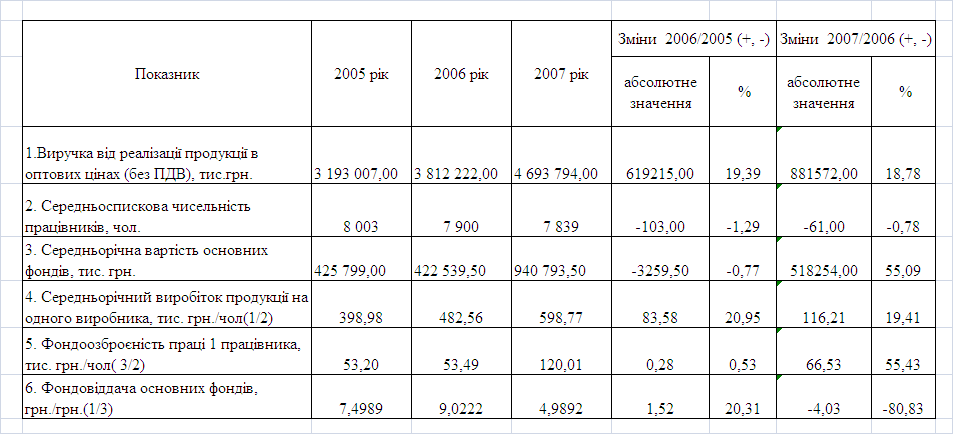 Зміни 2006/2005 (+, -) Зміни 2007/2006 (+, -)
Показник 2005 рік 2006 рік 2007 рік
абсолютне значення % абсолютне значення %
1.Виручка від реалізації продукції в
оптових цінах (без ПДВ), тис.грн. 3 193 007,00 3 812 222,00 4 693 794,00 619215,00 19,39 881572,00 18,78
2. Середньоспискова чисельність
працівників, чол. 8 003 7 900 7 839 -103,00 -1,29 -61,00 -0,78
3. Середньорічна вартість основних
фондів, тис. грн. 425 799,00 422 539,50 940 793,50 -3259,50 -0,77 518254,00 55,09
4. Середньорічний виробіток продукції на
одного виробника, тис. грн./чол(1/2) 398,98 482,56 598,77 83,58 20,95 116,21 19,41
5. Фондоозброєність праці 1 працівника,
тис. грн./чол( 3/2) 53,20 53,49 120,01 0,28 0,53 66,53 55,43
6. Фондовіддача основних фондів,
грн./грн.(1/3) 7,4989 9,0222 4,9892 1,52 20,31 -4,03 -80,83